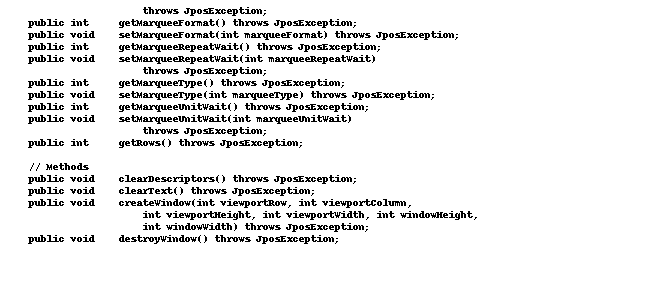 throws JposException;
public int getMarqueeFormat() throws JposException;
public void setMarqueeFormat(int marqueeFormat) throws JposException;
public int getMarqueeRepeatWait() throws JposException;
public void setMarqueeRepeatWait(int marqueeRepeatWait)
throws JposException;
public int getMarqueeType() throws JposException;
public void setMarqueeType(int marqueeType) throws JposException;
public int getMarqueeUnitWait() throws JposException;
public void setMarqueeUnitWait(int marqueeUnitWait)
throws JposException;
public int getRows() throws JposException;
// Methods
public void clearDescriptors() throws JposException;
public void clearText() throws JposException;
public void createWindow(int viewportRow, int viewportColumn,
int viewportHeight, int viewportWidth, int windowHeight,
int windowWidth) throws JposException;
public void destroyWindow() throws JposException;